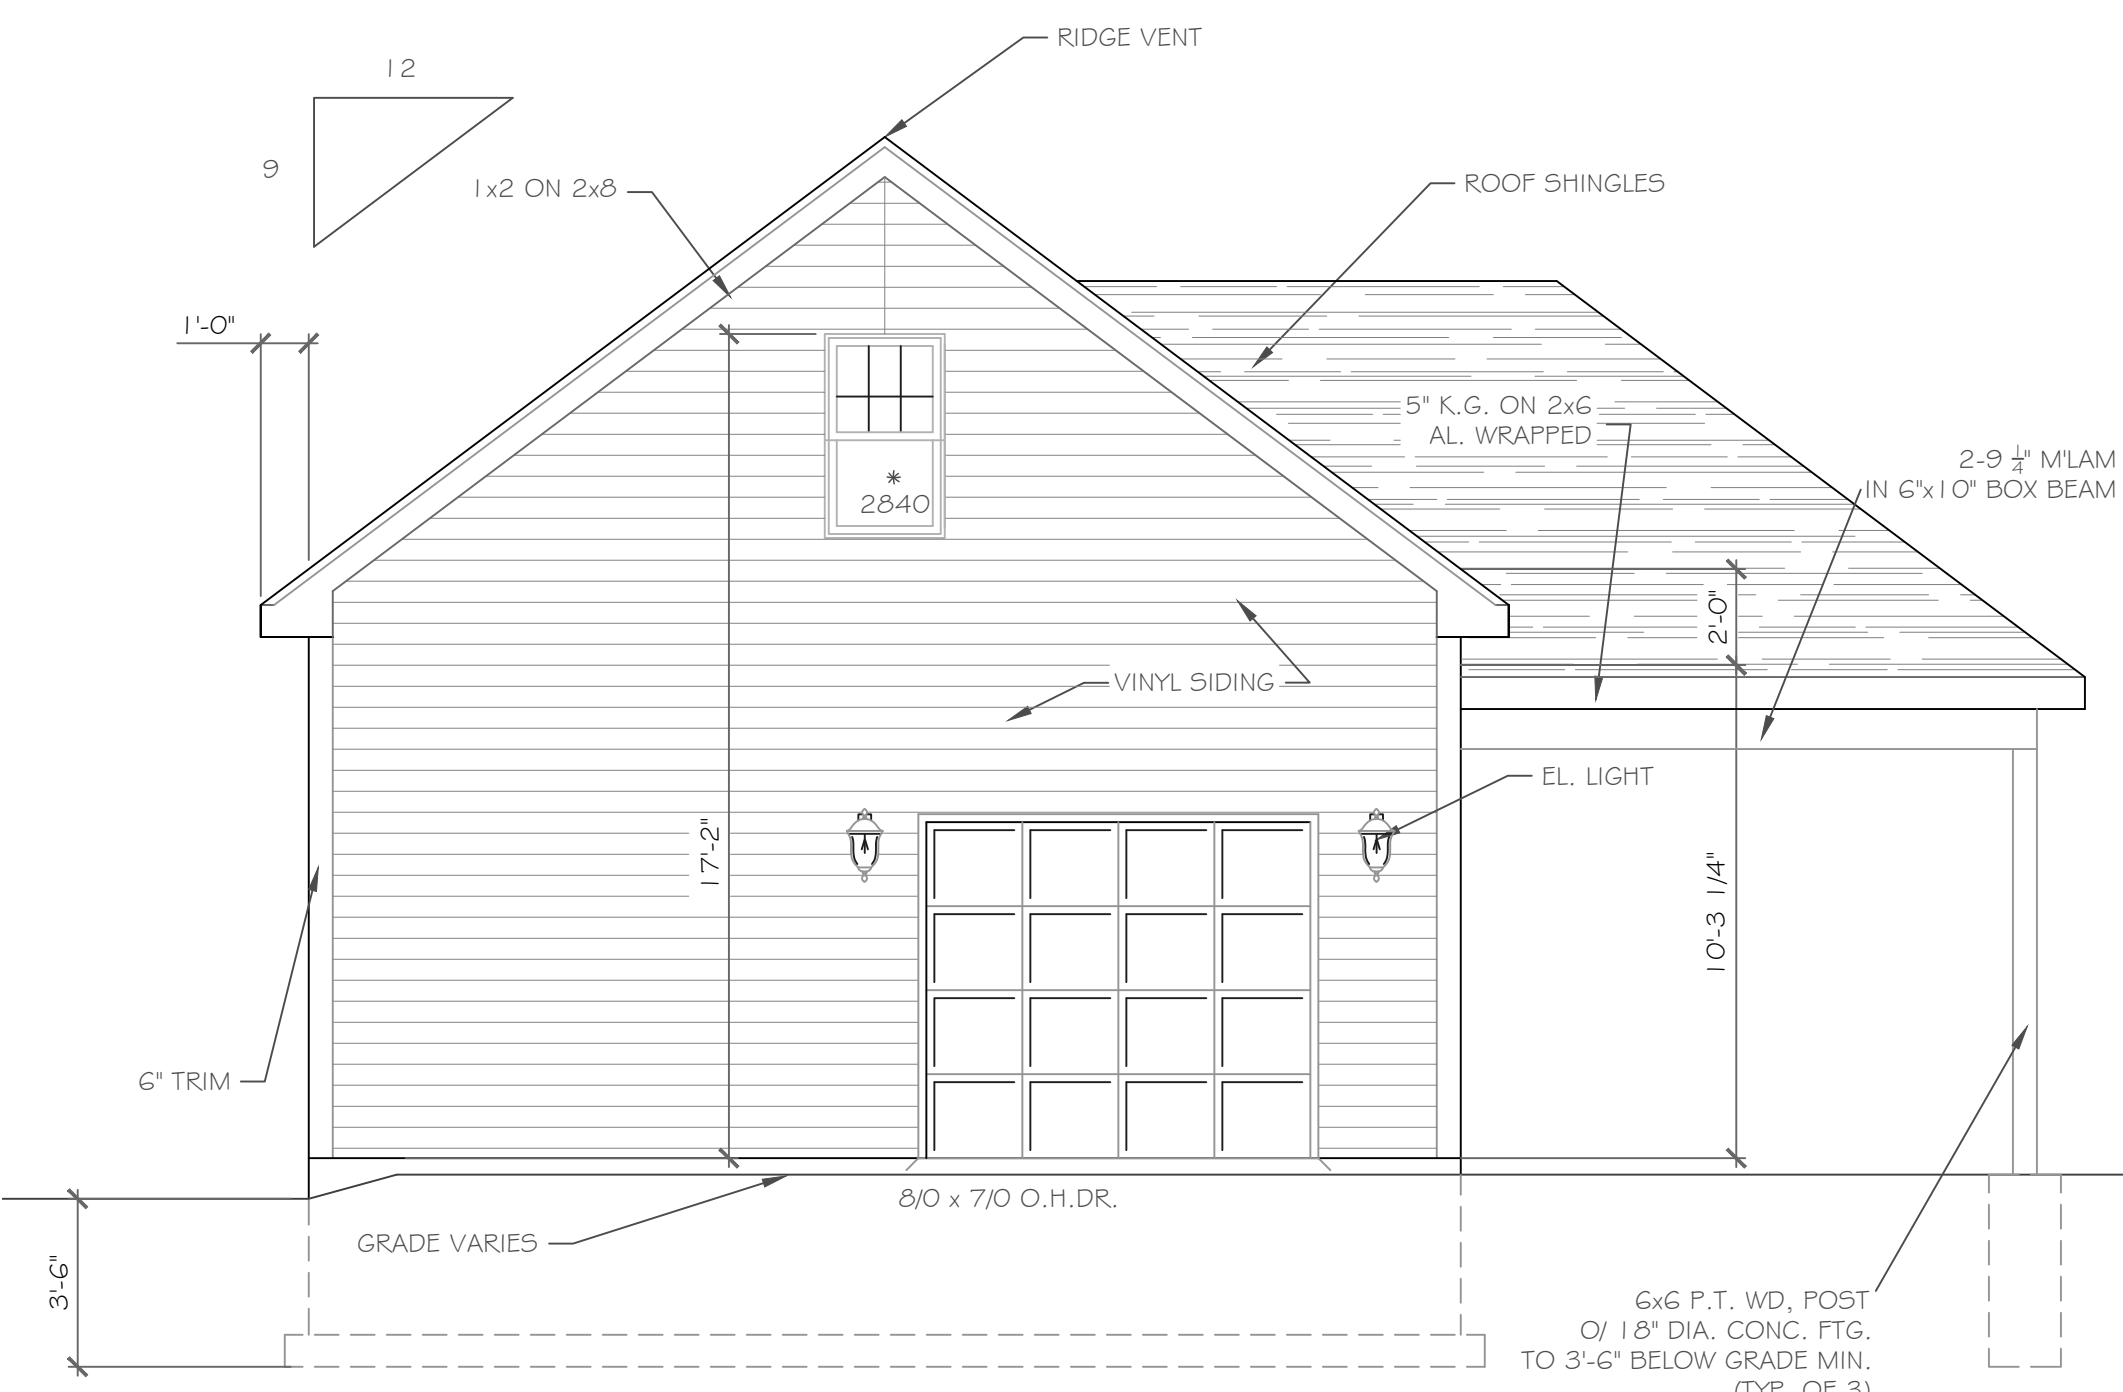 RIDGE VENT
12
9
1x2 ON 2x8
ROOF SHINGLES
1'-0"
5" K.G. ON 2x6
AL. WRAPPED
2-9 1/4" M'LAM
IN 6"x10" BOX BEAM
*
2840
2'-0"
VINYL SIDING
EL. LIGHT
17'-2"
10'-3 1/4"
6" TRIM
8/0 x 7/0 O.H.DR.
GRADE VARIES
3'-6"
6x6 P.T. WD, POST
O/ 18" DIA. CONC. FTG.
TO 3'-6" BELOW GRADE MIN.
(TYP. OF 3)